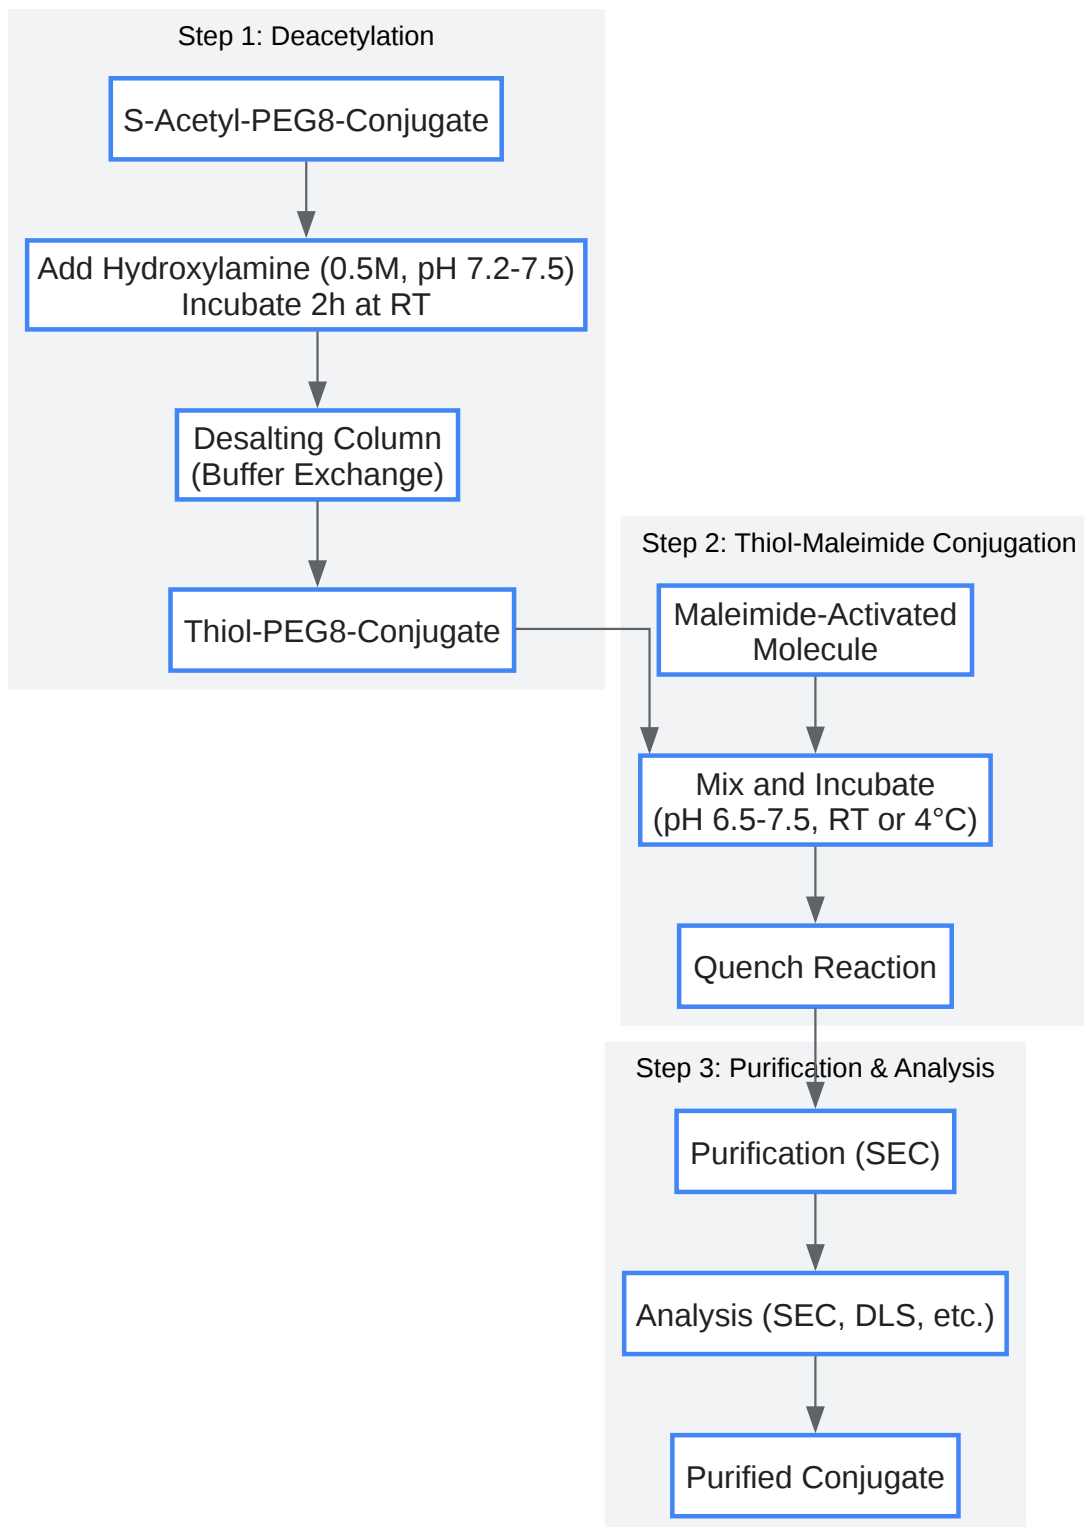 Step 1: Deacetylation
S-Acetyl-PEG8-Conjugate
Add Hydroxylamine (0.5M, pH 7.2-7.5)
Incubate 2h at RT
Desalting Column
(Buffer Exchange)
Thiol-PEG8-Conjugate
Step 2: Thiol-Maleimide Conjugation
Maleimide-Activated
Molecule
Mix and Incubate
(pH 6.5-7.5, RT or 4°C)
Quench Reaction
Step 3: Purification & Analysis
Purification (SEC)
Analysis (SEC, DLS, etc.)
Purified Conjugate